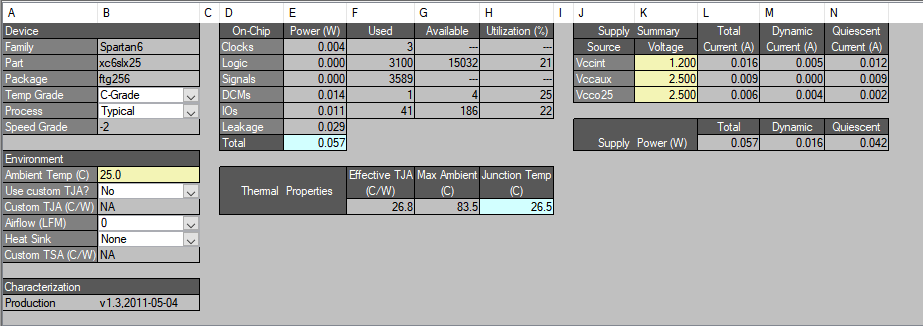 A B C D E F G H I J K L M N
Device On-Chip Power (W) Used Available Utilization (%) Supply Summary Total Dynamic Quiescent
Family Spartan6 Clocks 0.004 3 --- --- Source Voltage Current (A) Current (A) Current (A)
Part xc6slx25 Logic 0.000 3100 15032 21 Vccint 1.200 0.016 0.005 0.012
Package ftg256 Signals 0.000 3589 --- --- Vccaux 2.500 0.009 0.000 0.009
Temp Grade C-Grade DCMs 0.014 1 4 25 Vcco25 2.500 0.006 0.004 0.002
Process Typical IOs 0.011 41 186 22
Speed Grade -2 Leakage 0.029 Total Dynamic Quiescent
Total 0.057 Supply Power (W) 0.057 0.016 0.042
Environment
Ambient Temp (C) 25.0 Effective TJA Max Ambient Junction Temp
Use custom TJA? No Thermal Properties (C/W) (C) (C)
Custom TJA (C/W) NA 26.8 83.5 26.5
Airflow (LFM) 0
Heat Sink None
Custom TSA (C/W) NA
Characterization
Production v1.3,2011-05-04